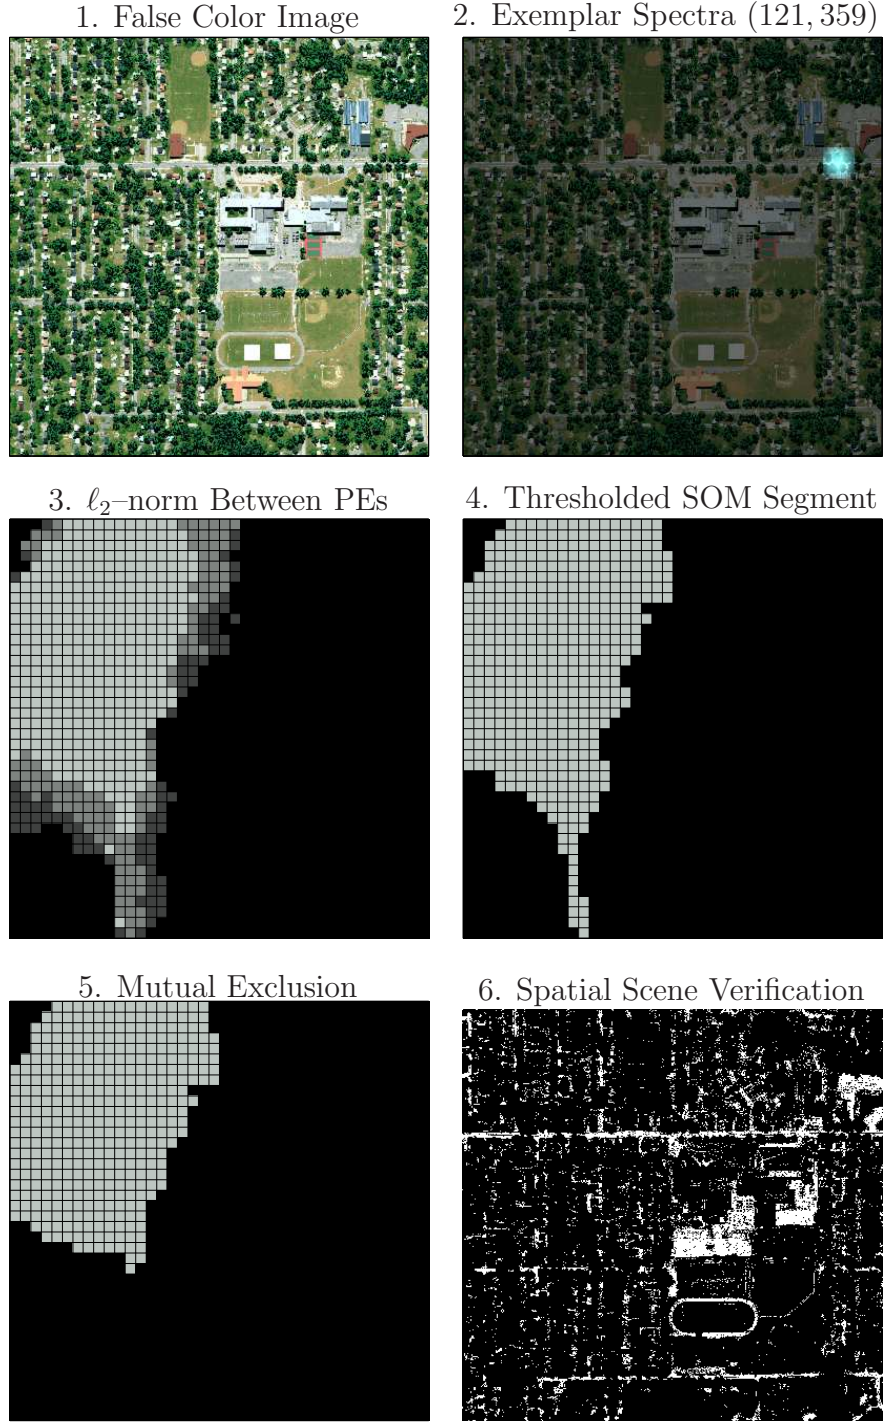 1. False Color Image
2. Exemplar Spectra (121, 359)
3. ℓ₂–norm Between PEs
4. Thresholded SOM Segment
5. Mutual Exclusion
6. Spatial Scene Verification